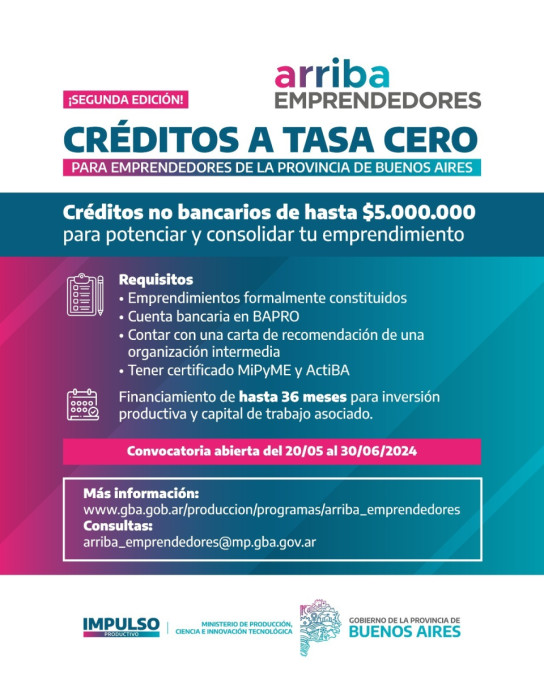 arriba
EMPRENDEDORES
¡SEGUNDA EDICIÓN!
CRÉDITOS A TASA CERO
PARA EMPRENDEDORES DE LA PROVINCIA DE BUENOS AIRES
Créditos no bancarios de hasta $5.000.000
para potenciar y consolidar tu emprendimiento
Requisitos
• Emprendimientos formalmente constituidos
• Cuenta bancaria en BAPRO
• Contar con una carta de recomendación de una
organización intermedia
• Tener certificado MiPyME y ActiBA
Financiamiento de hasta 36 meses para inversión
productiva y capital de trabajo asociado.
Convocatoria abierta del 20/05 al 30/06/2024
Más información:
www.gba.gob.ar/produccion/programas/arriba_emprendedores
Consultas:
arriba_emprendedores@mp.gba.gov.ar
IMPULSO
PRODUCTIVO
MINISTERIO DE PRODUCCIÓN,
CIENCIA E INNOVACIÓN TECNOLÓGICA
GOBIERNO DE LA PROVINCIA DE
BUENOS AIRES